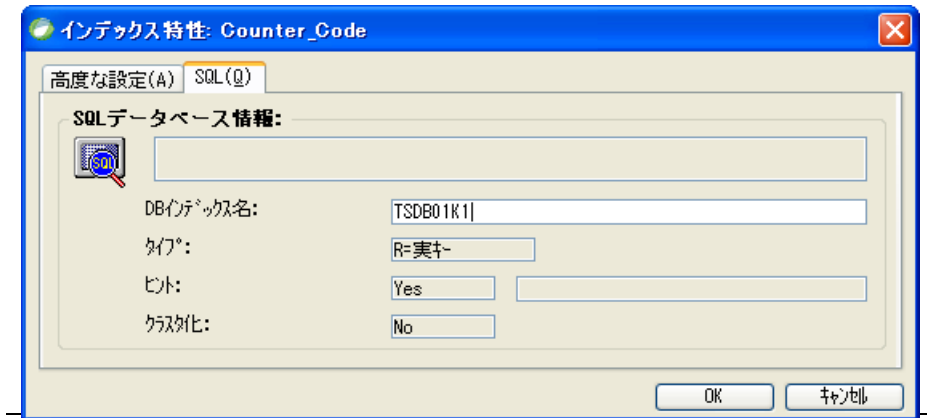 インデックス特性: Counter_Code
高度な設定(A) SQL(Q)
SQLデータベース情報:
SQL
DBｲﾝﾃﾞｯｸｽ名: TSDB01K1
ﾀｲﾌﾟ: R=実ｷｰ
ﾋﾝﾄ: Yes
ｸﾗｽﾀ化: No
OK ｷｬﾝｾﾙ